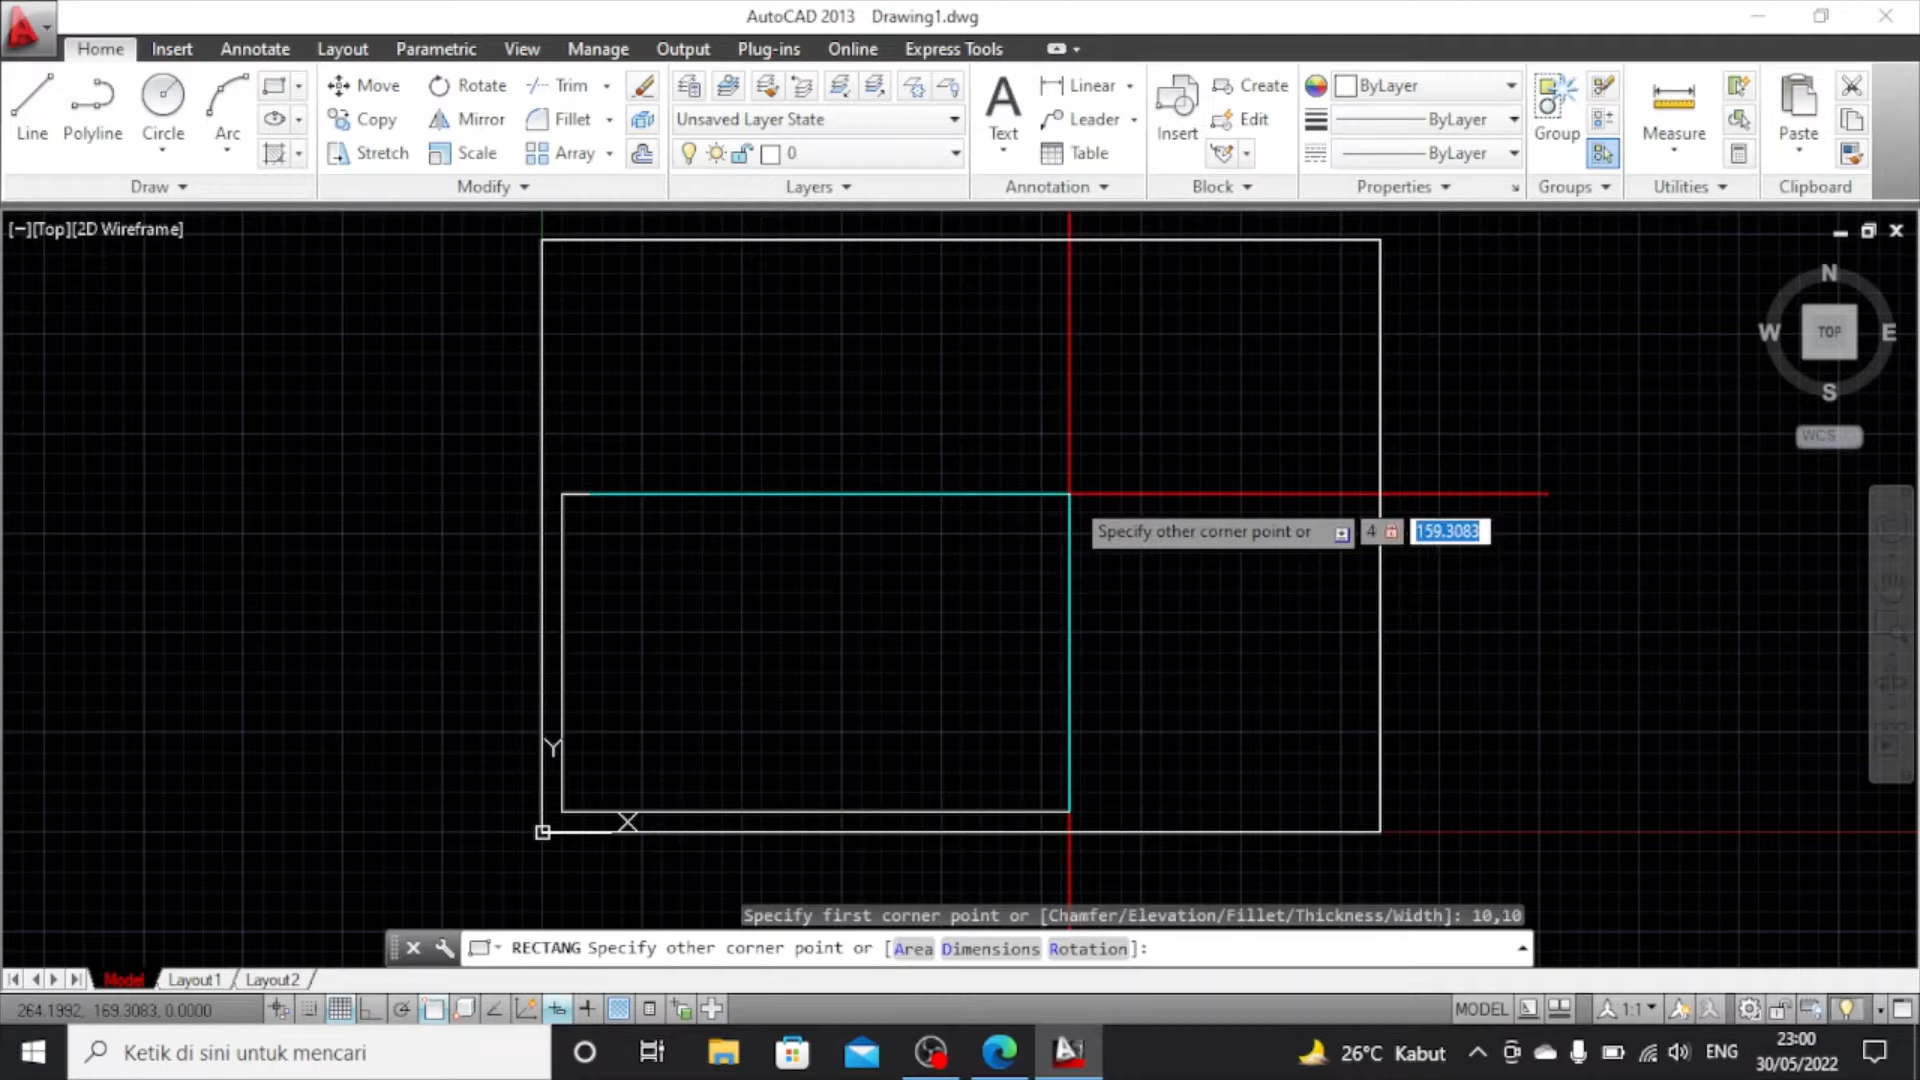 AutoCAD 2013 Drawing1.dwg
Home Insert Annotate Layout Parametric View Manage Output Plug-ins Online Express Tools
Line Polyline Circle Arc
Move Rotate Trim
Copy Mirror Fillet
Stretch Scale Array
Unsaved Layer State
0
Text
Linear
Leader
Table
Insert
Create
Edit
ByLayer
ByLayer
ByLayer
Group
Measure
Paste
Draw Modify Layers Annotation Block Properties Groups Utilities Clipboard
[−][Top][2D Wireframe]
N
W TOP E
S
WCS
Specify other corner point or 4 159.3083
Y
X
Specify first corner point or [Chamfer/Elevation/Fillet/Thickness/Width]: 10,10
RECTANG Specify other corner point or [Area Dimensions Rotation]:
Model Layout1 Layout2
264.1992, 169.3083, 0.0000
MODEL 1:1
Ketik di sini untuk mencari
26°C Kabut
ENG
23:00
30/05/2022